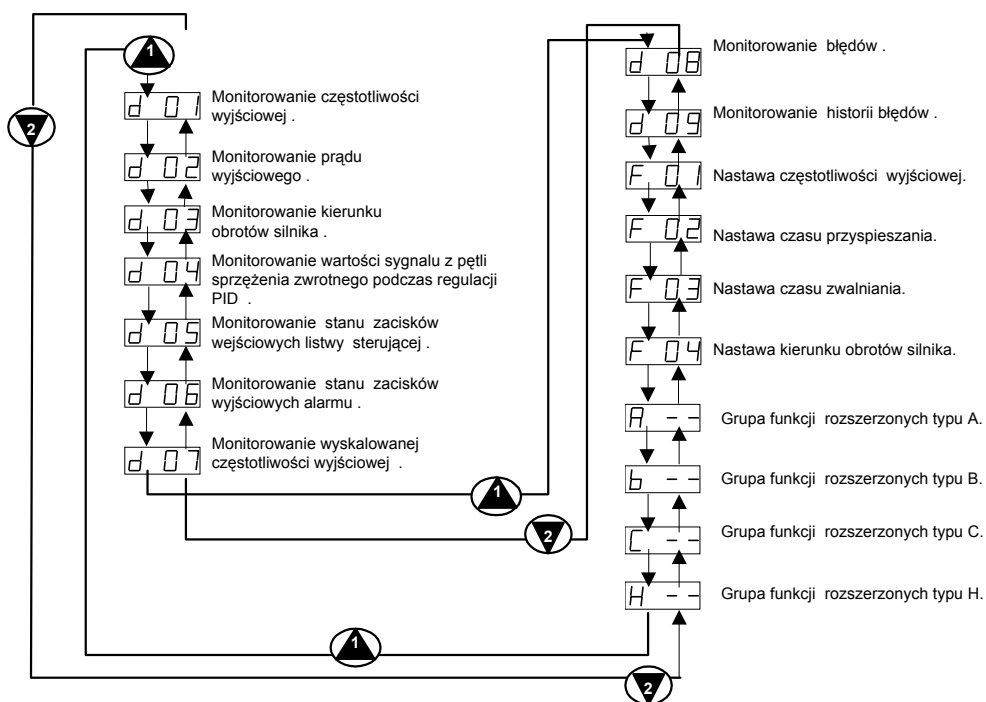 1
d 01
Monitorowanie częstotliwości
wyjściowej .
2
d 02
Monitorowanie prądu
wyjściowego .
d 03
Monitorowanie kierunku
obrotów silnika .
d 04
Monitorowanie wartości sygnalu z pętli
sprzężenia zwrotnego podczas regulacji
PID .
d 05
Monitorowanie stanu zacisków
wejściowych listwy sterującej .
d 06
Monitorowanie stanu zacisków
wyjściowych alarmu .
d 07
Monitorowanie wyskalowanej
częstotliwości wyjściowej .
1
2
1
2
d 08
Monitorowanie błędów .
d 09
Monitorowanie historii błędów .
F 01
Nastawa częstotliwości wyjściowej.
F 02
Nastawa czasu przyspieszania.
F 03
Nastawa czasu zwalniania.
F 04
Nastawa kierunku obrotów silnika.
A --
Grupa funkcji rozszerzonych typu A.
b --
Grupa funkcji rozszerzonych typu B.
C --
Grupa funkcji rozszerzonych typu C.
H --
Grupa funkcji rozszerzonych typu H.